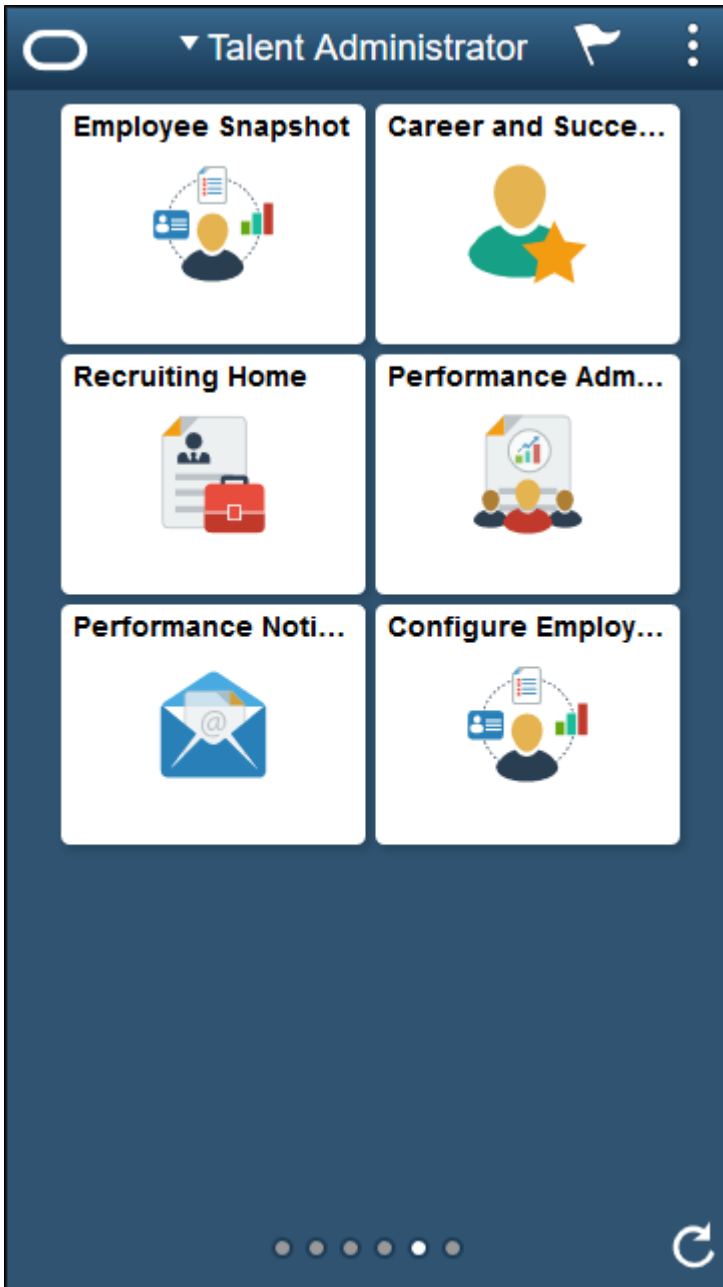 Talent Administrator
Employee Snapshot
Career and Succe...
Recruiting Home
Performance Adm...
Performance Noti...
Configure Employ...
@